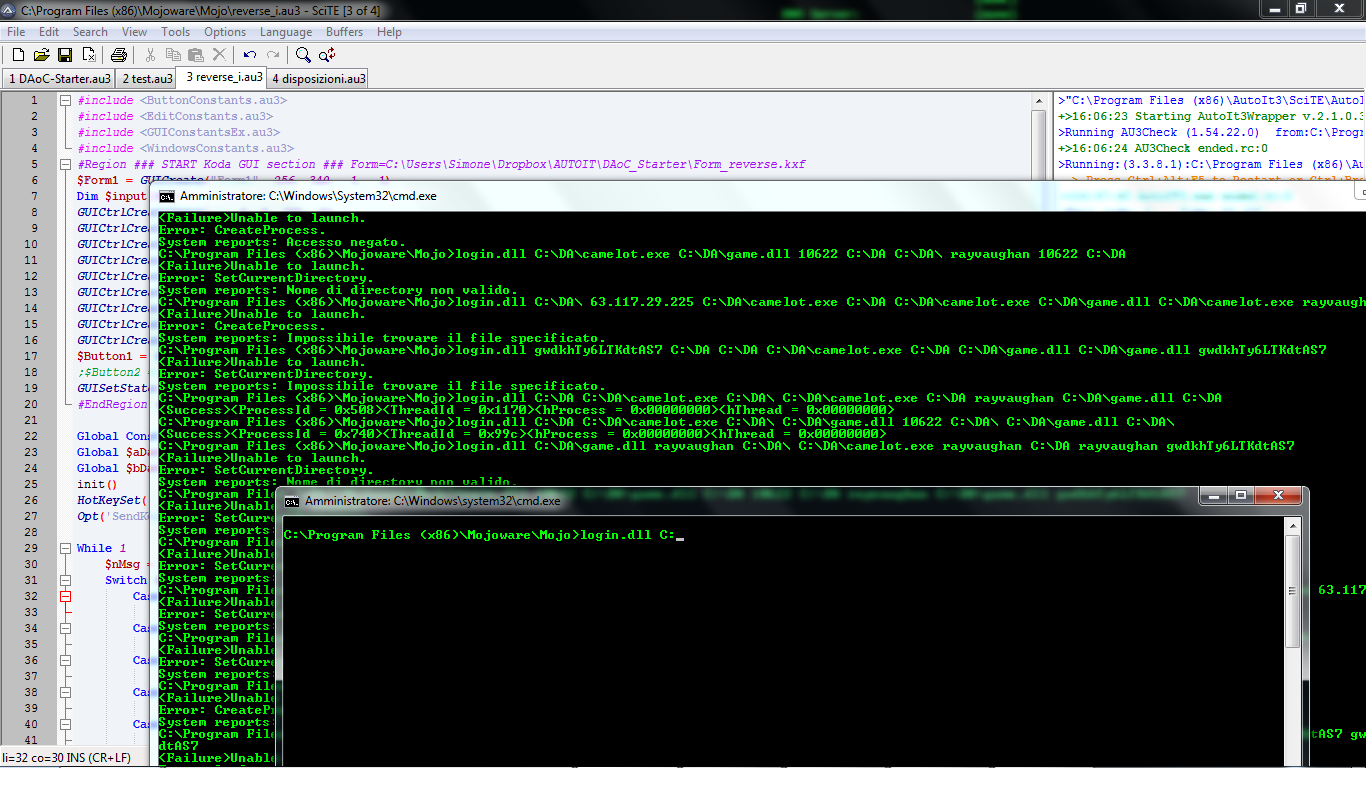 C:\Program Files (x86)\Mojoware\Mojo\reverse_i.au3 - SciTE [3 of 4]
File Edit Search View Tools Options Language Buffers Help
1 DAoC-Starter.au3 2 test.au3 3 reverse_i.au3 4 disposizioni.au3
1 #include <ButtonConstants.au3>
2 #include <EditConstants.au3>
3 #include <GUIConstantsEx.au3>
4 #include <WindowsConstants.au3>
5 #Region ### START Koda GUI section ### Form=C:\Users\Simone\Dropbox\AUTOIT\DAoC_Starter\Form_reverse.kxf
6 $Form1 = GUICreate("Form1", 256, 340, 1, 1)
7 Dim $input
8 GUICtrlCrea
9 GUICtrlCrea
10 GUICtrlCrea
11 GUICtrlCrea
12 GUICtrlCrea
13 GUICtrlCrea
14 GUICtrlCrea
15 GUICtrlCrea
16 GUICtrlCrea
17 $Button1 =
18 ;$Button2 =
19 GUISetStat
20 #EndRegion
21
22 Global Con
23 Global $aDa
24 Global $bDa
25 init()
26 HotKeySet(
27 Opt('SendKe
28
29 While 1
30 $nMsg =
31 Switch
32 Cas
33
34 Cas
35
36 Cas
37
38 Cas
39
40 Cas
41
li=32 co=30 INS (CR+LF)
>"C:\Program Files (x86)\AutoIt3\SciTE\AutoI
+>16:06:23 Starting AutoIt3Wrapper v.2.1.0.3
>Running AU3Check (1.54.22.0) from:C:\Progr
+>16:06:24 AU3Check ended.rc:0
>Running:(3.3.8.1):C:\Program Files (x86)\Au
Amministratore: C:\Windows\System32\cmd.exe
<Failure>Unable to launch.
Error: CreateProcess.
System reports: Accesso negato.
C:\Program Files (x86)\Mojoware\Mojo>login.dll C:\DA\camelot.exe C:\DA\game.dll 10622 C:\DA C:\DA\ rayvaughan 10622 C:\DA
<Failure>Unable to launch.
Error: SetCurrentDirectory.
System reports: Nome di directory non valido.
C:\Program Files (x86)\Mojoware\Mojo>login.dll C:\DA\ 63.117.29.225 C:\DA\camelot.exe C:\DA C:\DA\camelot.exe C:\DA\game.dll C:\DA\camelot.exe rayvaugh
<Failure>Unable to launch.
Error: CreateProcess.
System reports: Impossibile trovare il file specificato.
C:\Program Files (x86)\Mojoware\Mojo>login.dll gwdkhTy6LTKdtAS7 C:\DA C:\DA C:\DA\camelot.exe C:\DA C:\DA\game.dll C:\DA\game.dll gwdkhTy6LTKdtAS7
<Failure>Unable to launch.
Error: SetCurrentDirectory.
System reports: Impossibile trovare il file specificato.
C:\Program Files (x86)\Mojoware\Mojo>login.dll C:\DA C:\DA\camelot.exe C:\DA\camelot.exe C:\DA rayvaughan C:\DA\game.dll C:\DA
<Success><ProcessId = 0x508><ThreadId = 0x1170><hProcess = 0x00000000><hThread = 0x00000000>
C:\Program Files (x86)\Mojoware\Mojo>login.dll C:\DA C:\DA\camelot.exe C:\DA\ C:\DA\game.dll 10622 C:\DA\ C:\DA\game.dll C:\DA\
<Success><ProcessId = 0x740><ThreadId = 0x99c><hProcess = 0x00000000><hThread = 0x00000000>
C:\Program Files (x86)\Mojoware\Mojo>login.dll C:\DA\game.dll rayvaughan C:\DA\ C:\DA\camelot.exe rayvaughan C:\DA rayvaughan gwdkhTy6LTKdtAS7
<Failure>Unable to launch.
Error: SetCurrentDirectory.
System reports: Nome di directory non valido.
C:\Program File
<Failure>Unable
Error: SetCurre
System reports:
C:\Program File
<Failure>Unable
Error: SetCurre
System reports:
C:\Program File
<Failure>Unable
Error: SetCurre
System reports:
C:\Program File
<Failure>Unable
Error: SetCurre
System reports:
C:\Program File
<Failure>Unable
Error: CreatePr
System reports:
C:\Program File
dtAS7
<Failure>Unable
63.117
tAS7 gw
Amministratore: C:\Windows\system32\cmd.exe
C:\Program Files (x86)\Mojoware\Mojo>login.dll C:_